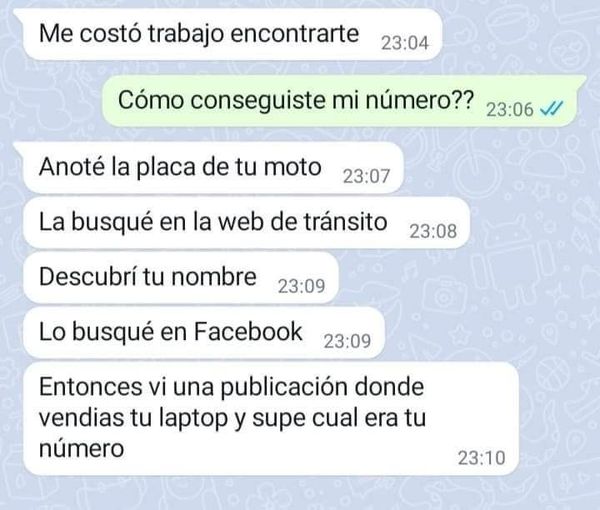 Me costó trabajo encontrarte 23:04
Cómo conseguiste mi número?? 23:06
Anoté la placa de tu moto 23:07
La busqué en la web de tránsito 23:08
Descubrí tu nombre 23:09
Lo busqué en Facebook 23:09
Entonces vi una publicación donde
vendias tu laptop y supe cual era tu
número 23:10